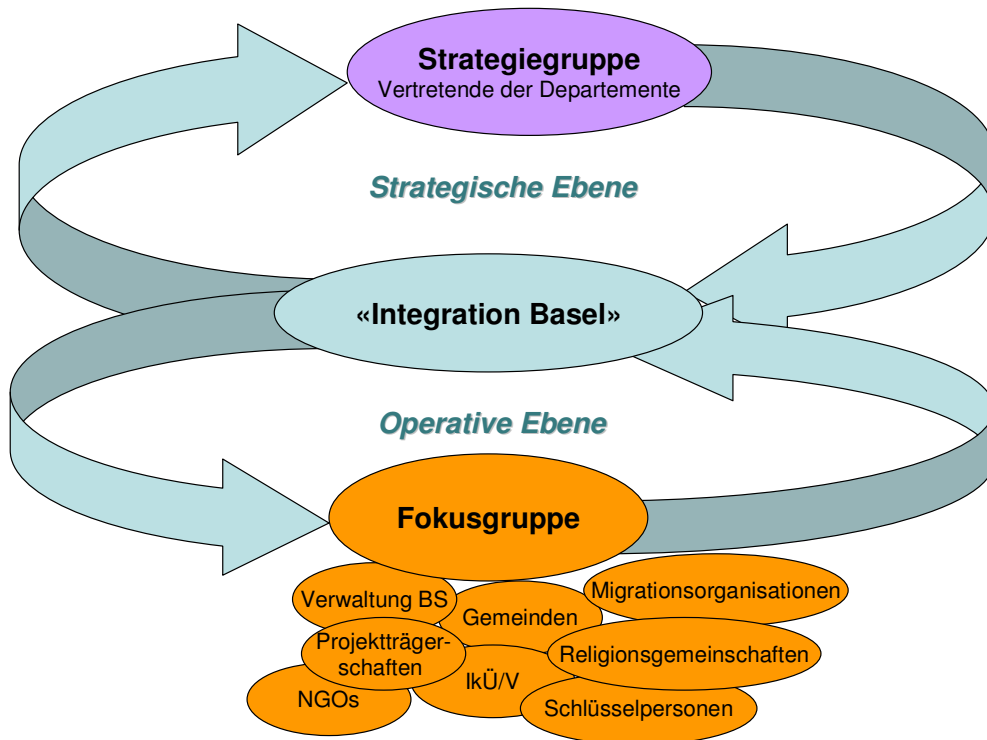 Strategiegruppe
Vertretende der Departemente
Strategische Ebene
«Integration Basel»
Operative Ebene
Fokusgruppe
Verwaltung BS
Gemeinden
Migrationsorganisationen
Projektträger-
schaften
IkÜ/V
Religionsgemeinschaften
NGOs
Schlüsselpersonen